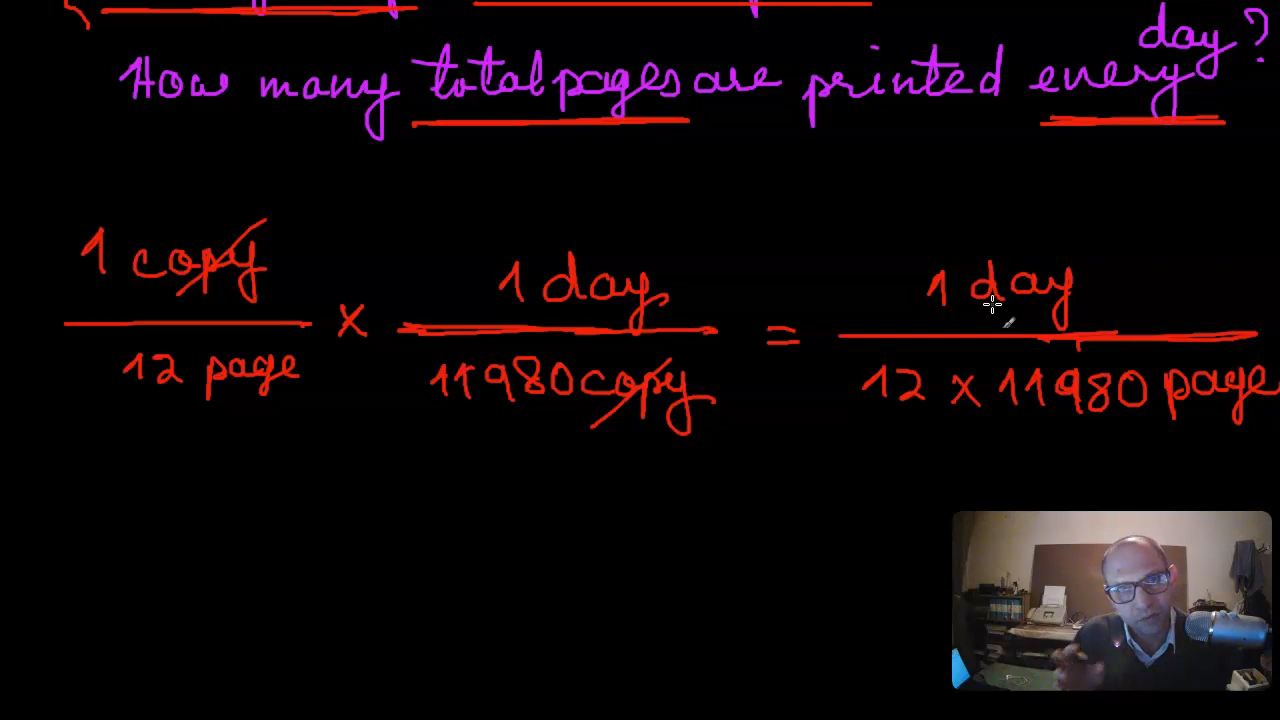 day?
How many total pages are printed every
1 copy
12 page
×
1 day
11980 copy
=
1 day
12 × 11980 page